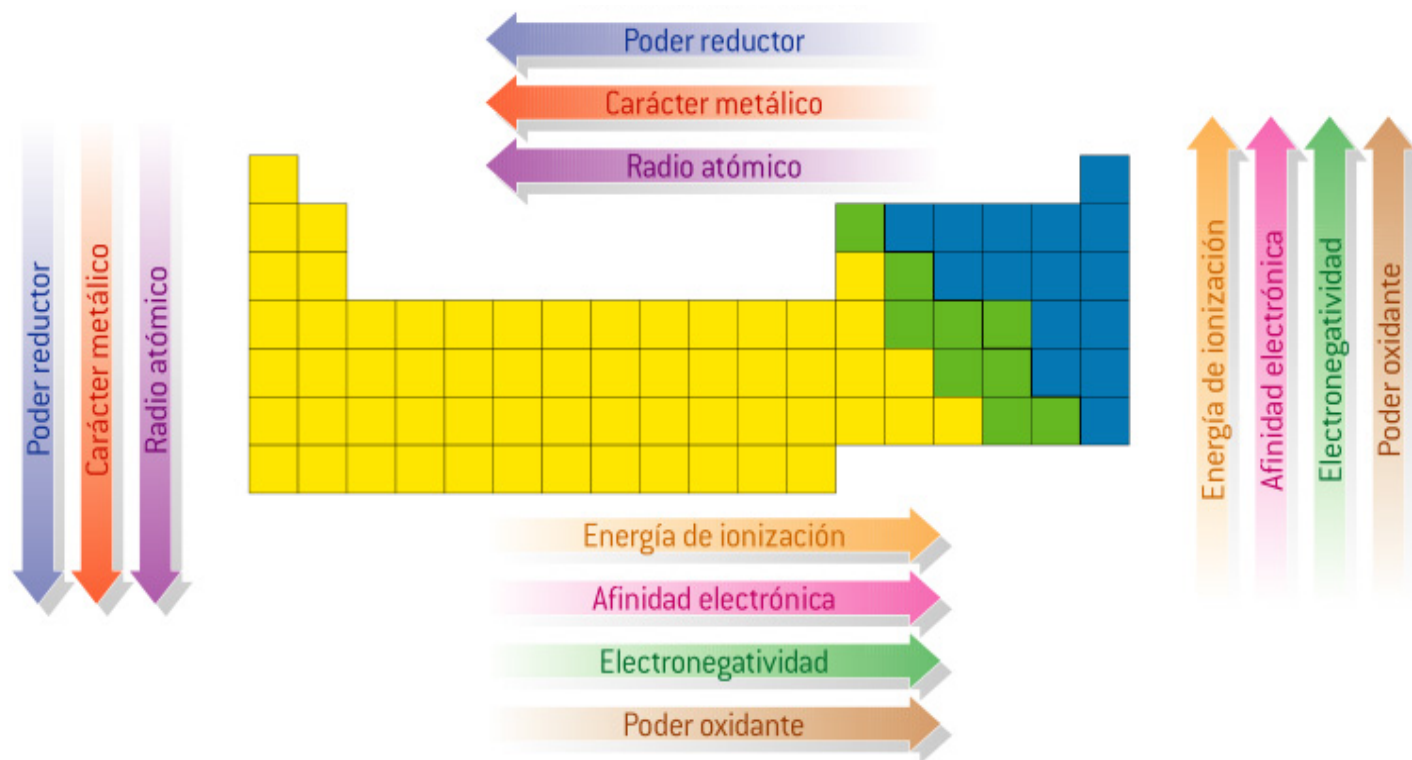 Poder reductor
Carácter metálico
Radio atómico
Poder reductor
Carácter metálico
Radio atómico
Energía de ionización
Afinidad electrónica
Electronegatividad
Poder oxidante
Energía de ionización
Afinidad electrónica
Electronegatividad
Poder oxidante